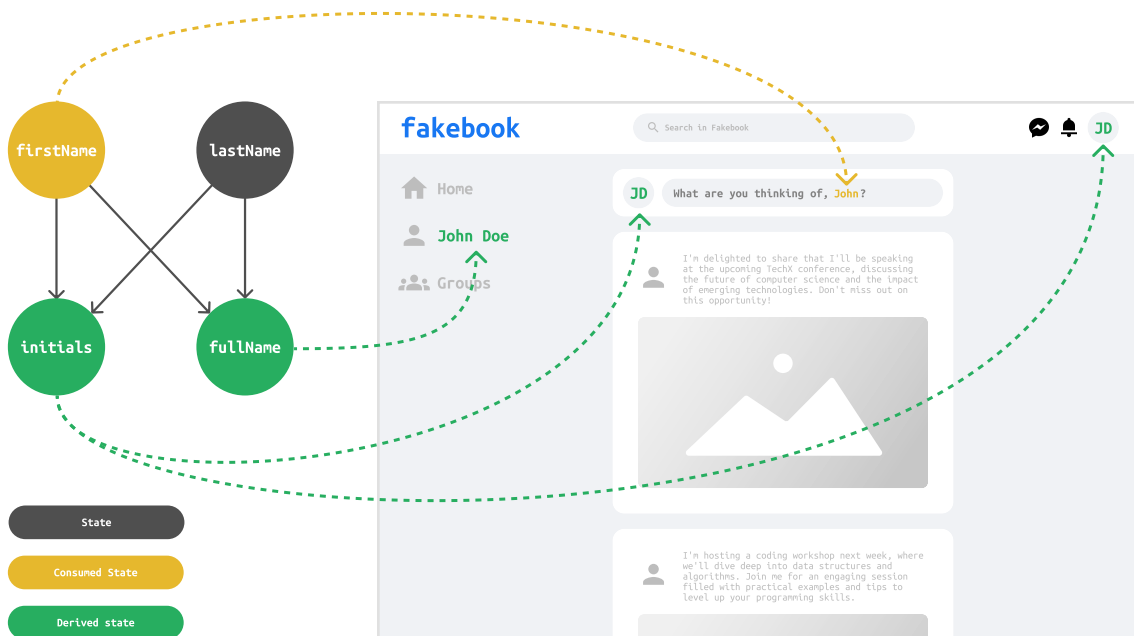 firstName
lastName
initials
fullName
State
Consumed State
Derived state
fakebook
Search in Fakebook
JD
Home
John Doe
Groups
JD
What are you thinking of, John?
I'm delighted to share that I'll be speaking
at the upcoming TechX conference, discussing
the future of computer science and the impact
of emerging technologies. Don't miss out on
this opportunity!
I'm hosting a coding workshop next week, where
we'll dive deep into data structures and
algorithms. Join me for an engaging session
filled with practical examples and tips to
level up your programming skills.